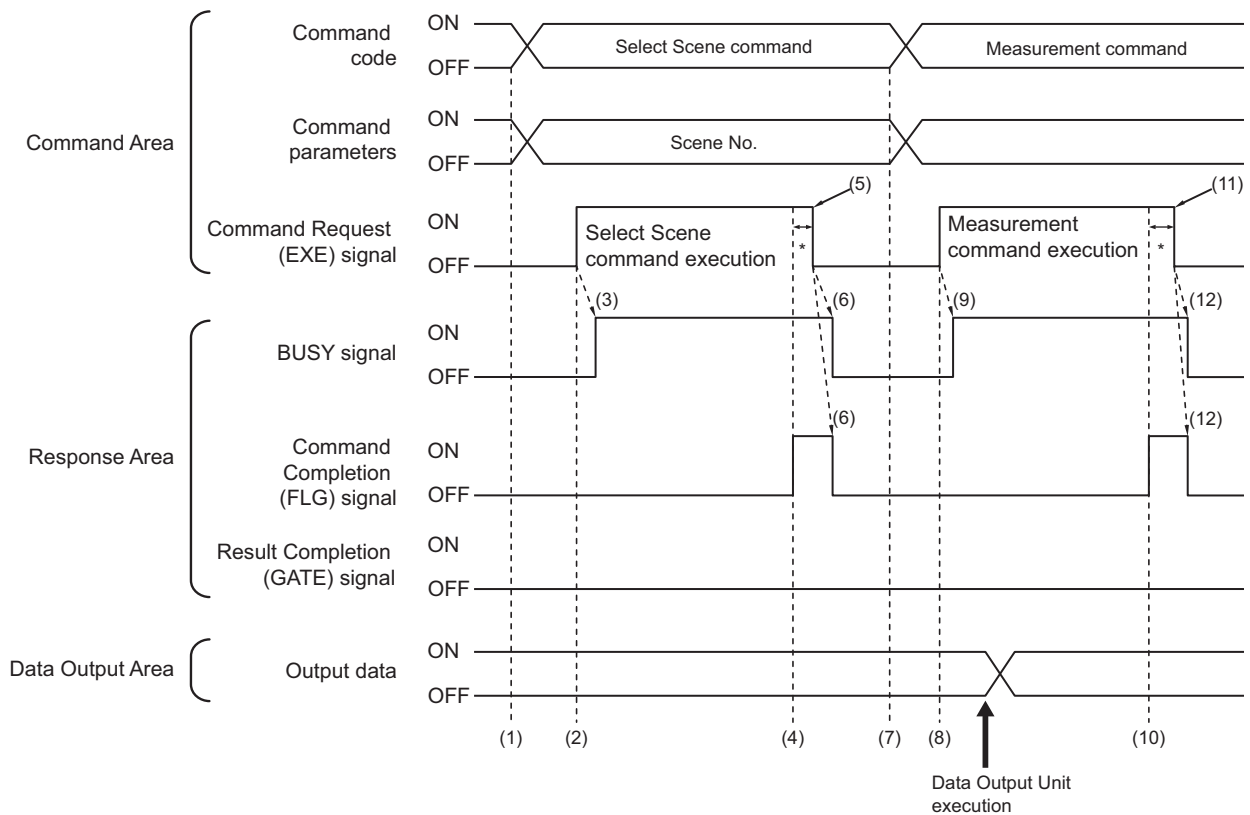 Command Area
Command
code
ON
OFF
Select Scene command
Measurement command
Command
parameters
ON
OFF
Scene No.
Command Request
(EXE) signal
ON
OFF
Select Scene
command execution
*
(5)
Measurement
command execution
*
(11)
(3)
(6)
(9)
(12)
Response Area
BUSY signal
ON
OFF
(6)
(12)
Command
Completion
(FLG) signal
ON
OFF
Result Completion
(GATE) signal
ON
OFF
Data Output Area
Output data
ON
OFF
(1)
(2)
(4)
(7)
(8)
(10)
Data Output Unit
execution